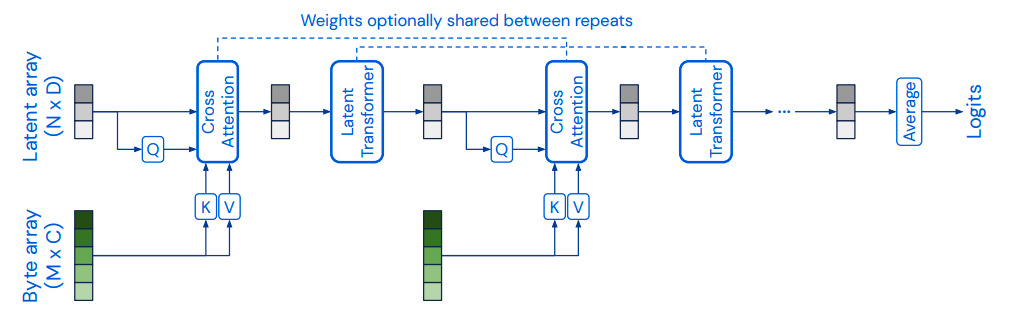 Weights optionally shared between repeats
Latent array
(N x D)
Q
Cross
Attention
Latent
Transformer
Q
Cross
Attention
Latent
Transformer
...
Average
Logits
K
V
K
V
Byte array
(M x C)